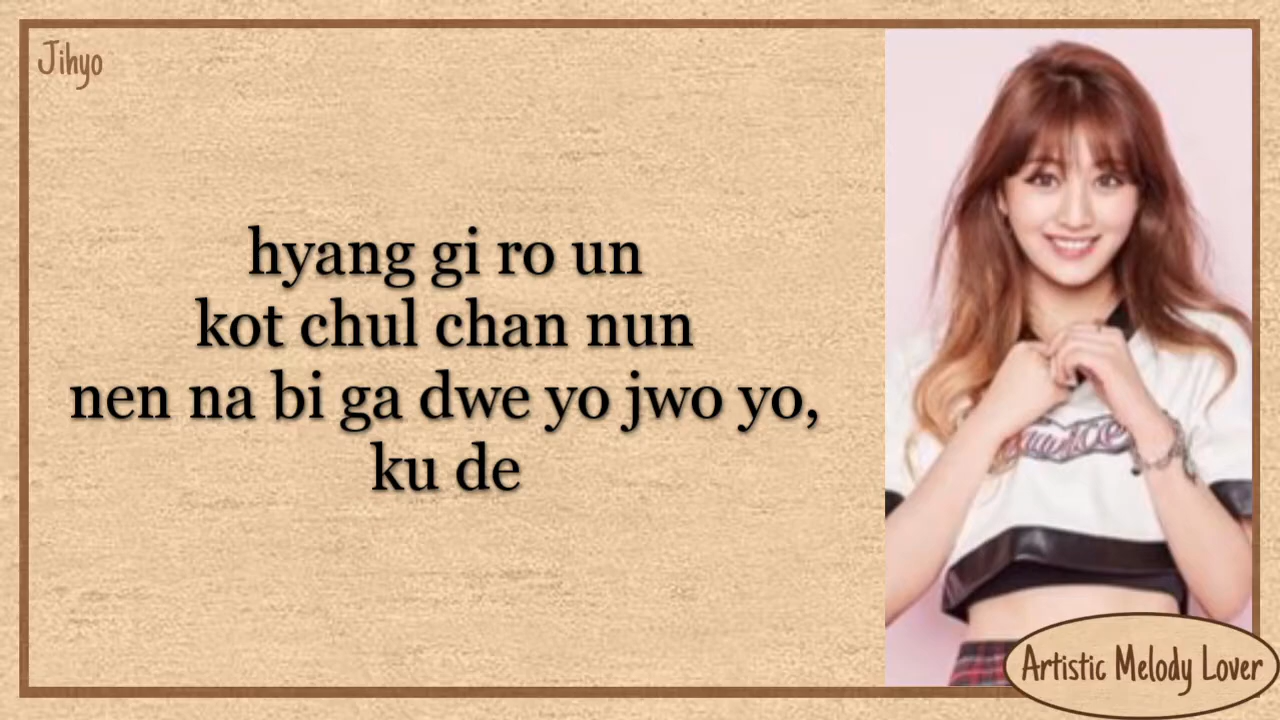 Jihyo
hyang gi ro un
kot chul chan nun
nen na bi ga dwe yo jwo yo,
ku de
Artistic Melody Lover